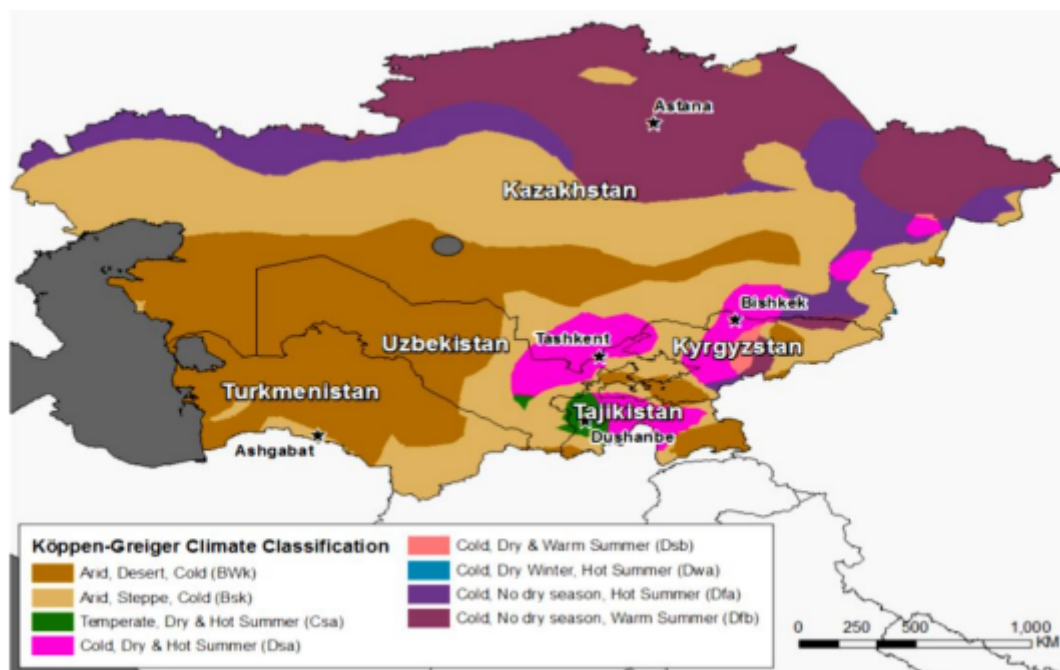 Astana
Kazakhstan
Bishkek
Tashkent
Uzbekistan
Kyrgyzstan
Turkmenistan
Tajikistan
Dushanbe
Ashgabat
Köppen-Greiger Climate Classification
Arid, Desert, Cold (BWk)
Arid, Steppe, Cold (Bsk)
Temperate, Dry & Hot Summer (Csa)
Cold, Dry & Hot Summer (Dsa)
Cold, Dry & Warm Summer (Dsb)
Cold, Dry Winter, Hot Summer (Dwa)
Cold, No dry season, Hot Summer (Dfa)
Cold, No dry season, Warm Summer (Dfb)
0 250 500 1,000
KM